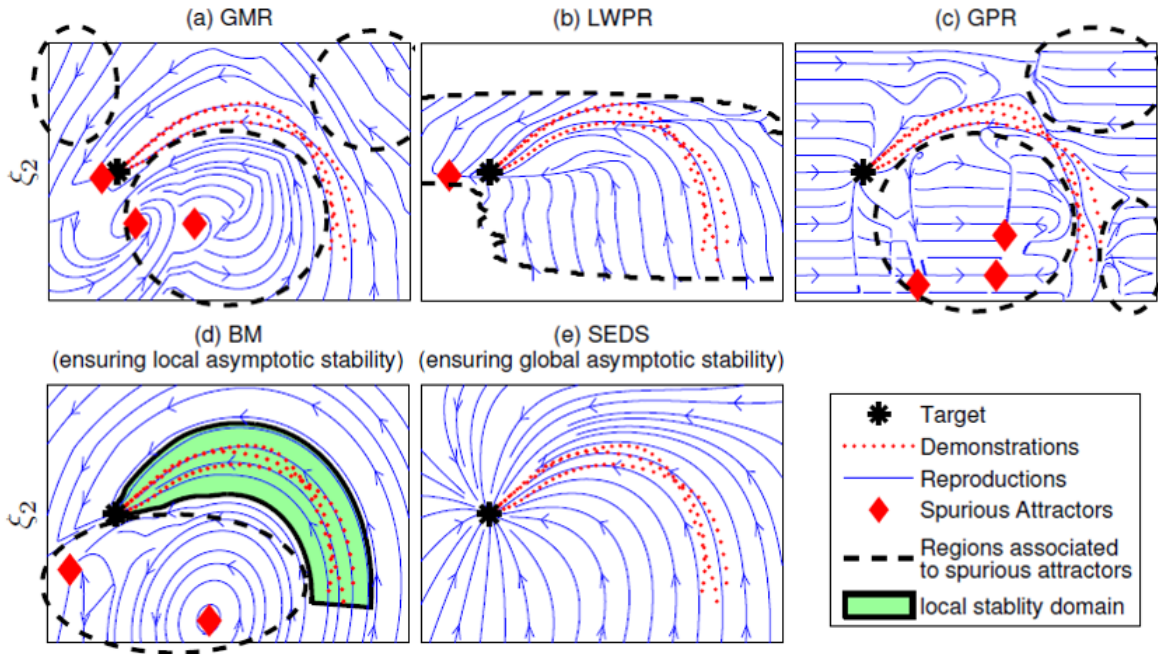 (a) GMR
(b) LWPR
(c) GPR
ξ2
(d) BM
(ensuring local asymptotic stability)
(e) SEDS
(ensuring global asymptotic stability)
ξ2
Target
Demonstrations
Reproductions
Spurious Attractors
Regions associated
to spurious attractors
local stablity domain